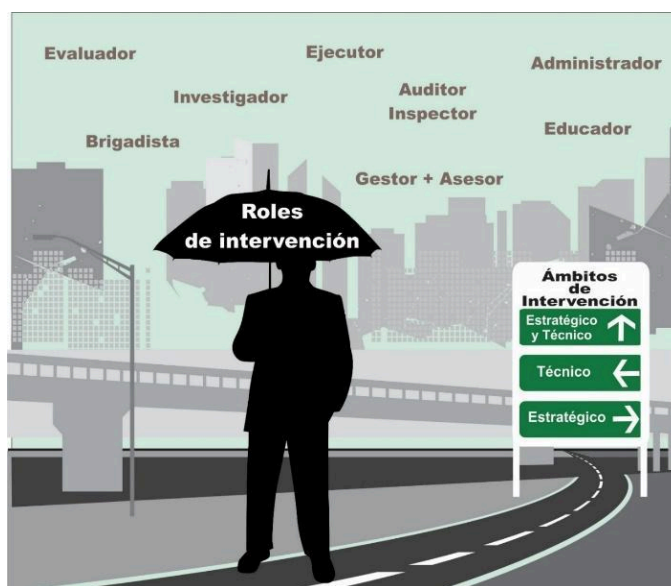 Evaluador
Ejecutor
Administrador
Investigador
Auditor
Inspector
Brigadista
Educador
Gestor + Asesor
Roles
de intervención
Ámbitos
de
Intervención
Estratégico
y Técnico
Técnico
Estratégico